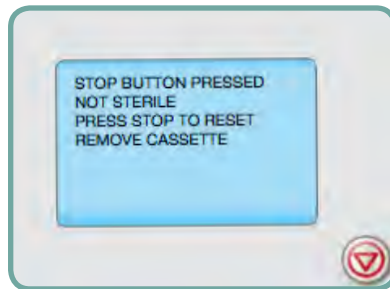 STOP BUTTON PRESSED
NOT STERILE
PRESS STOP TO RESET
REMOVE CASSETTE